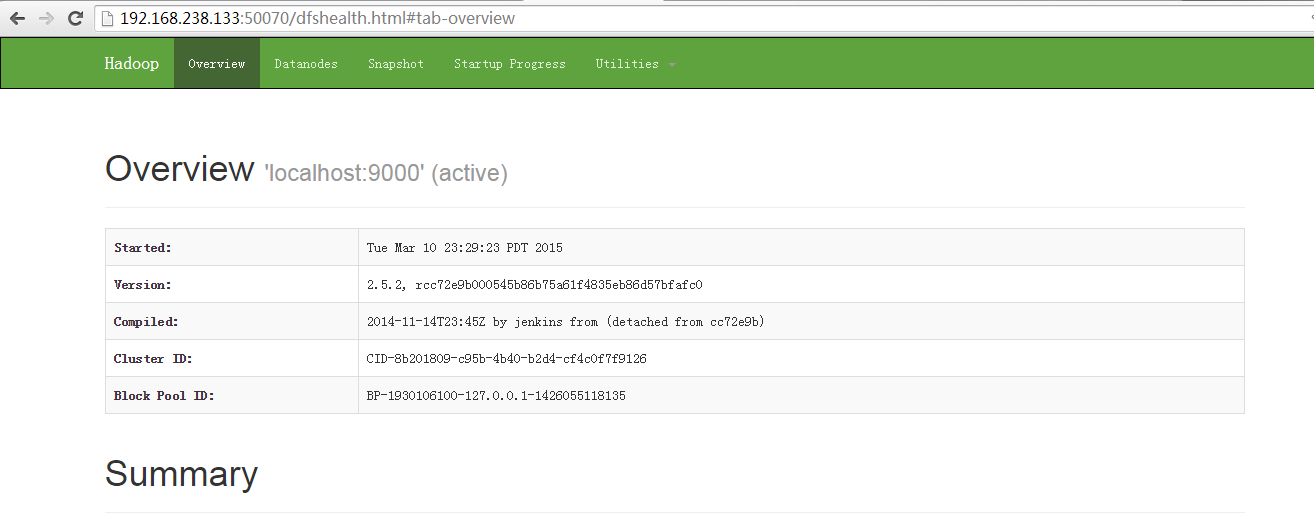 192.168.238.133:50070/dfshealth.html#tab-overview
Hadoop Overview Datanodes Snapshot Startup Progress Utilities
Overview 'localhost:9000' (active)
Started: Tue Mar 10 23:29:23 PDT 2015
Version: 2.5.2, rcc72e9b000545b86b75a61f4835eb86d57bfafc0
Compiled: 2014-11-14T23:45Z by jenkins from (detached from cc72e9b)
Cluster ID: CID-8b201809-c95b-4b40-b2d4-cf4c0f7f9126
Block Pool ID: BP-1930106100-127.0.0.1-1426055118135
Summary